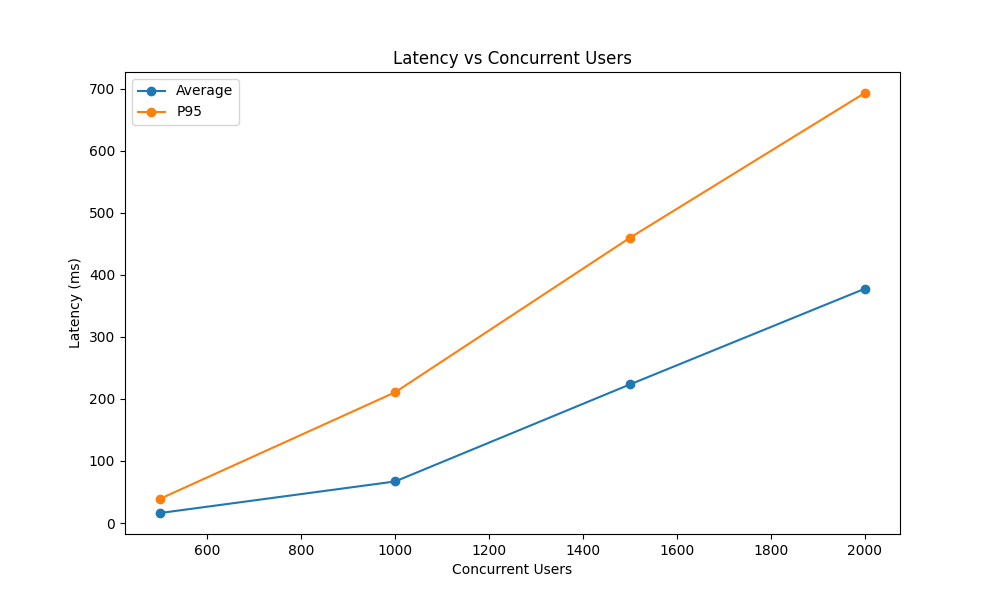 Latency vs Concurrent Users
Average
P95
700
600
500
400
300
200
100
0
Latency (ms)
600 800 1000 1200 1400 1600 1800 2000
Concurrent Users